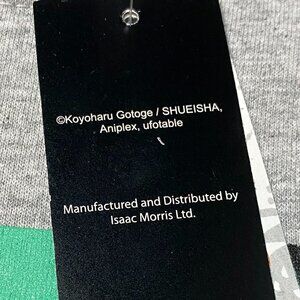 ©Koyoharu Gotoge / SHUEISHA,
Aniplex, ufotable
Manufactured and Distributed by
Isaac Morris Ltd.